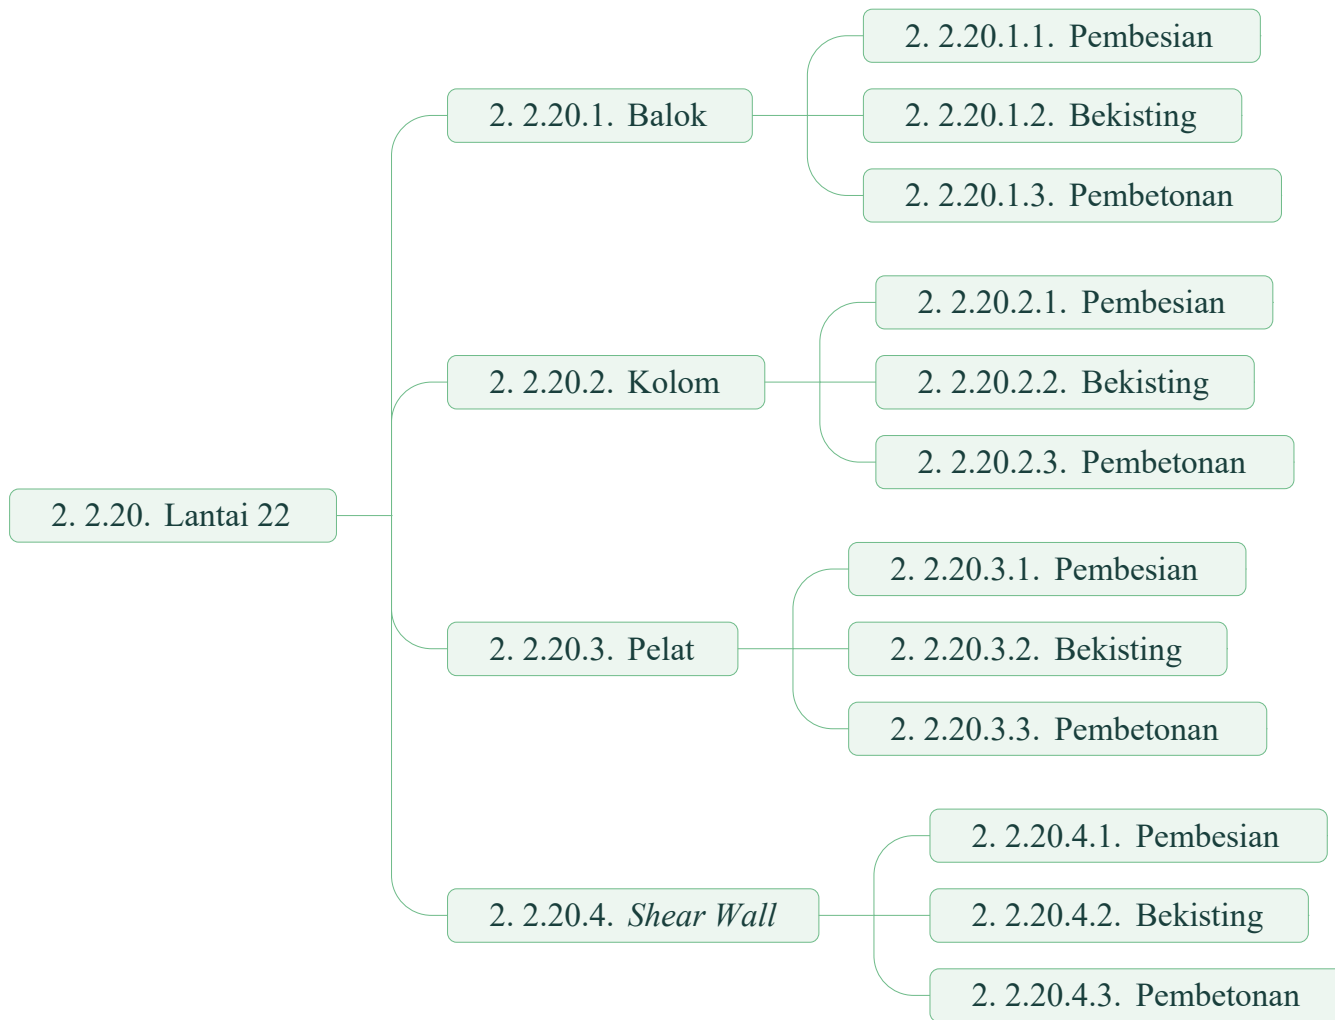 2. 2.20.1.1. Pembesian
2. 2.20.1. Balok
2. 2.20.1.2. Bekisting
2. 2.20.1.3. Pembetonan
2. 2.20.2.1. Pembesian
2. 2.20.2. Kolom
2. 2.20.2.2. Bekisting
2. 2.20.2.3. Pembetonan
2. 2.20. Lantai 22
2. 2.20.3.1. Pembesian
2. 2.20.3. Pelat
2. 2.20.3.2. Bekisting
2. 2.20.3.3. Pembetonan
2. 2.20.4.1. Pembesian
2. 2.20.4. Shear Wall
2. 2.20.4.2. Bekisting
2. 2.20.4.3. Pembetonan